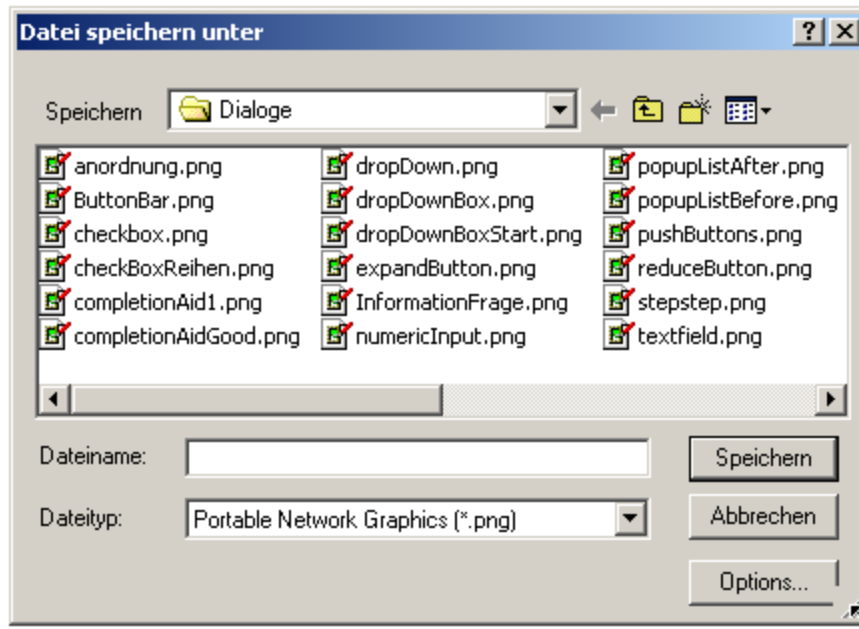 Datei speichern unter
Speichern Dialoge
anordnung.png dropDown.png popupListAfter.png
ButtonBar.png dropDownBox.png popupListBefore.png
checkbox.png dropDownBoxStart.png pushButtons.png
checkBoxReihen.png expandButton.png reduceButton.png
completionAid1.png InformationFrage.png stepstep.png
completionAidGood.png numericInput.png textfield.png
Dateiname: Speichern
Dateityp: Portable Network Graphics (*.png) Abbrechen
Options...